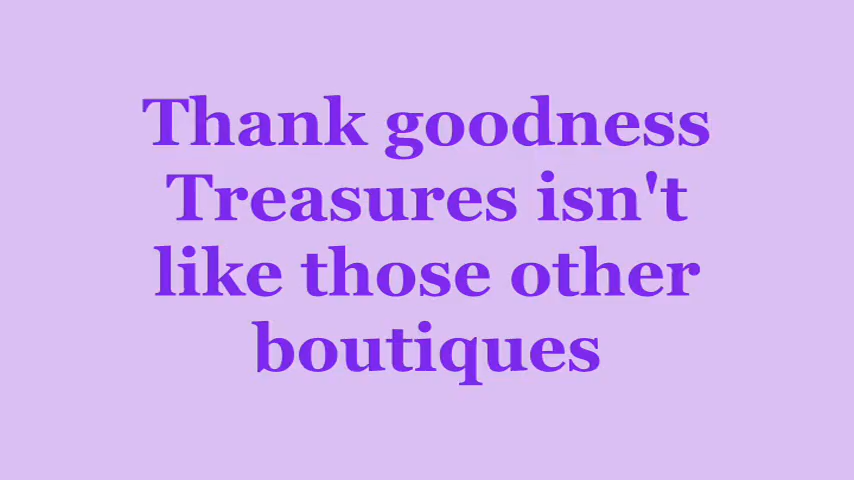 Thank goodness
Treasures isn't
like those other
boutiques